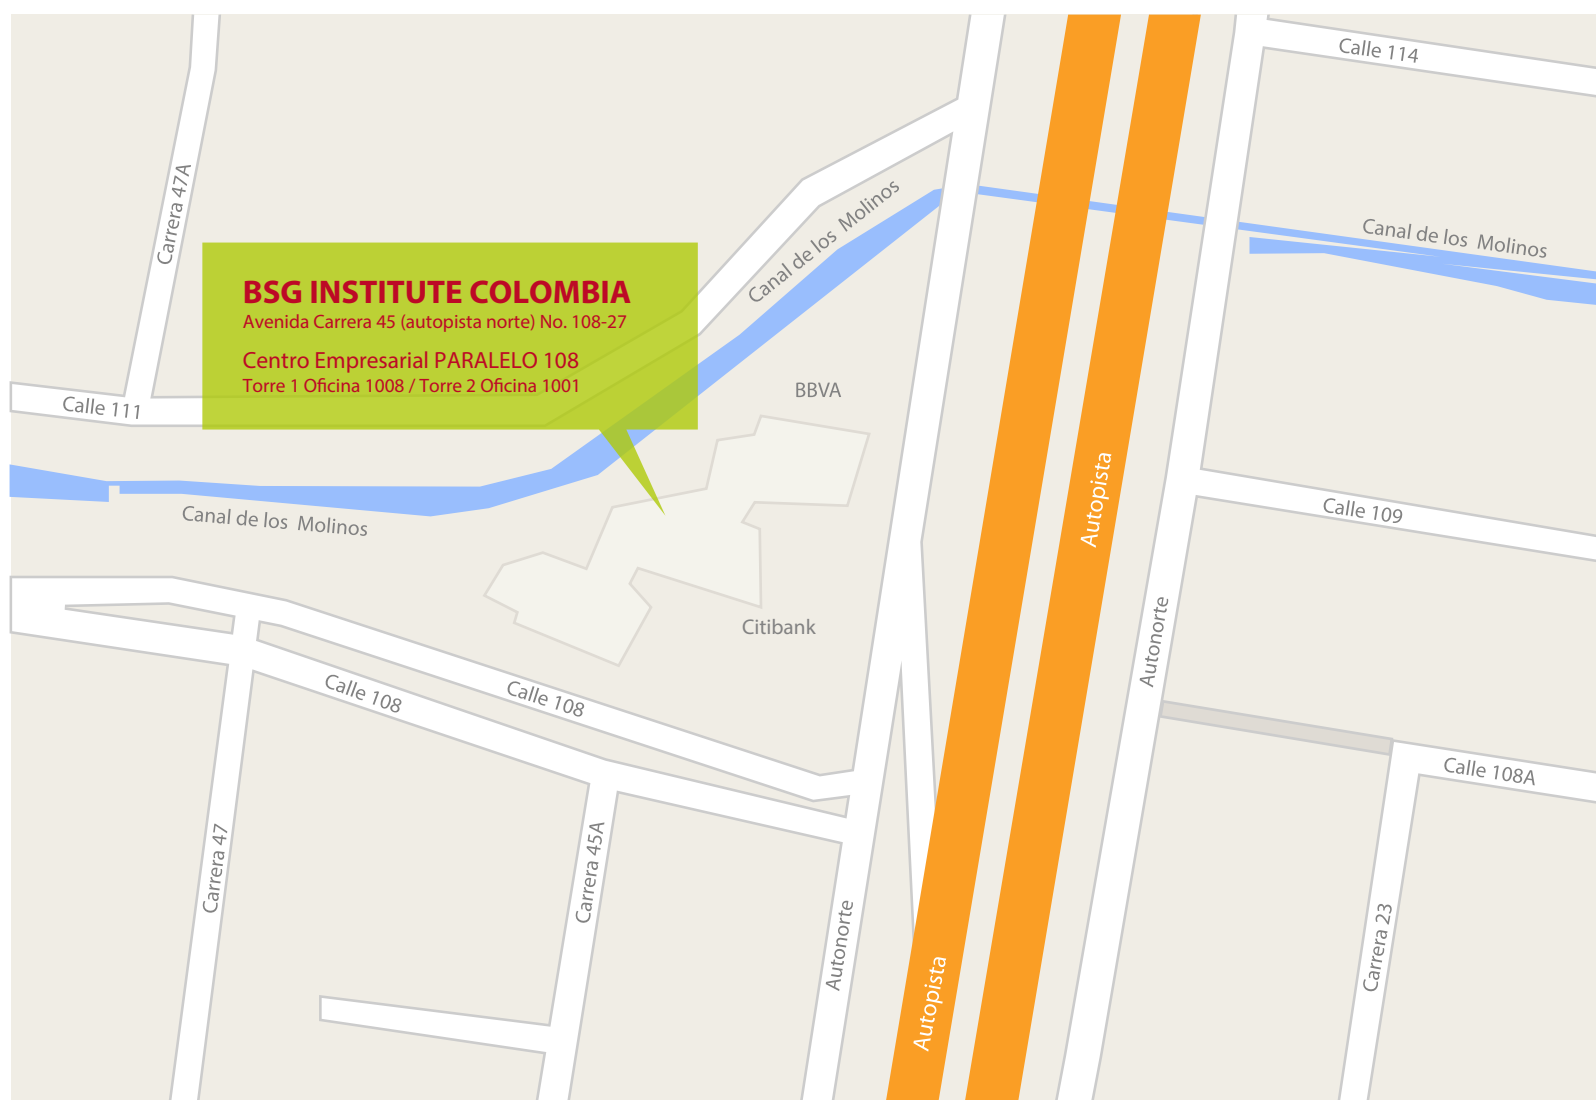 Calle 114
Carrera 47A
Canal de los Molinos
Canal de los Molinos
BSG INSTITUTE COLOMBIA
Avenida Carrera 45 (autopista norte) No. 108-27
Centro Empresarial PARALELO 108
Torre 1 Oficina 1008 / Torre 2 Oficina 1001
BBVA
Calle 111
Autopista
Calle 109
Canal de los Molinos
Citibank
Autonorte
Calle 108
Calle 108
Calle 108A
Carrera 47
Carrera 45A
Autonorte
Carrera 23
Autopista